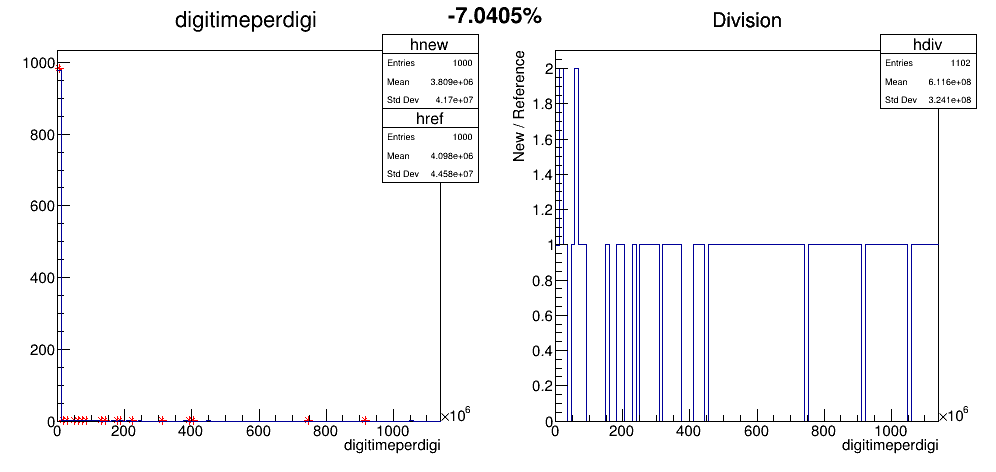 digitimeperdigi
-7.0405%
Division
hnew
Entries 1000
Mean 3.809e+06
Std Dev 4.17e+07
href
Entries 1000
Mean 4.098e+06
Std Dev 4.458e+07
1000
800
600
400
200
0
0 200 400 600 800 1000
×10⁶
digitimeperdigi
hdiv
Entries 1102
Mean 6.116e+08
Std Dev 3.241e+08
New / Reference
2
1.8
1.6
1.4
1.2
1
0.8
0.6
0.4
0.2
0
0 200 400 600 800 1000
×10⁶
digitimeperdigi